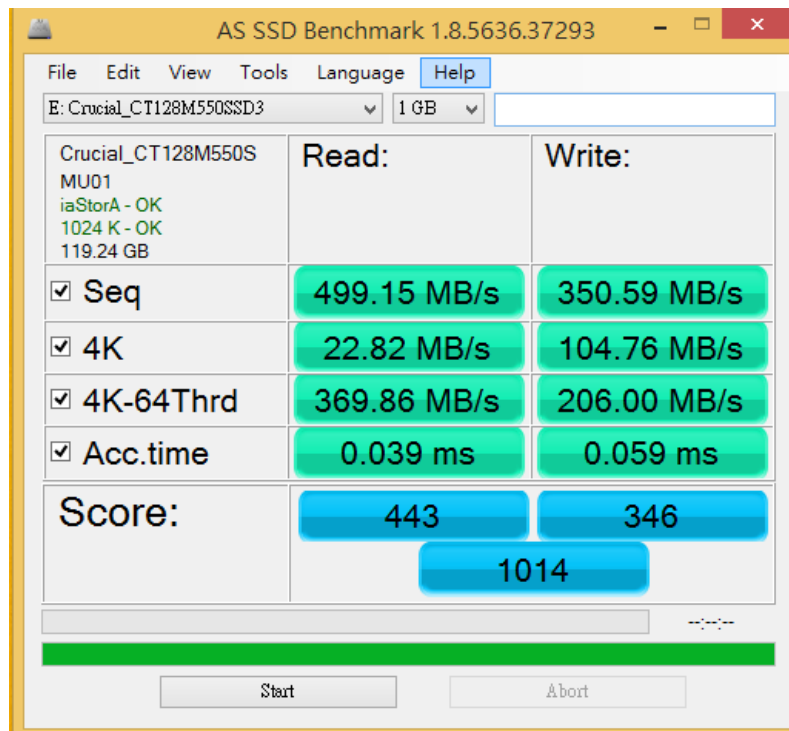 AS SSD Benchmark 1.8.5636.37293
File Edit View Tools Language Help
E: Crucial_CT128M550SSD3 1 GB
Crucial_CT128M550S
MU01
iaStorA - OK
1024 K - OK
119.24 GB
Read: Write:
Seq 499.15 MB/s 350.59 MB/s
4K 22.82 MB/s 104.76 MB/s
4K-64Thrd 369.86 MB/s 206.00 MB/s
Acc.time 0.039 ms 0.059 ms
Score: 443 346
1014
--:--:--
Start Abort